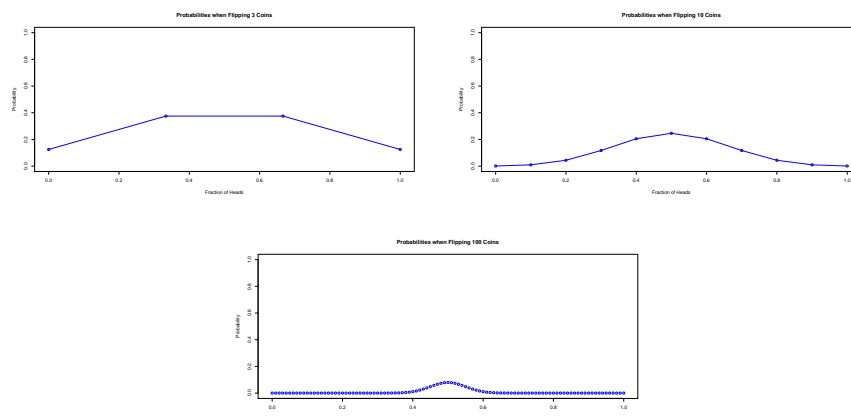 Probabilities when Flipping 3 Coins
Probability
0.0 0.2 0.4 0.6 0.8 1.0
0.0 0.2 0.4 0.6 0.8 1.0
Fraction of Heads
Probabilities when Flipping 10 Coins
Probability
0.0 0.2 0.4 0.6 0.8 1.0
0.0 0.2 0.4 0.6 0.8 1.0
Fraction of Heads
Probabilities when Flipping 100 Coins
Probability
0.0 0.2 0.4 0.6 0.8 1.0
0.0 0.2 0.4 0.6 0.8 1.0